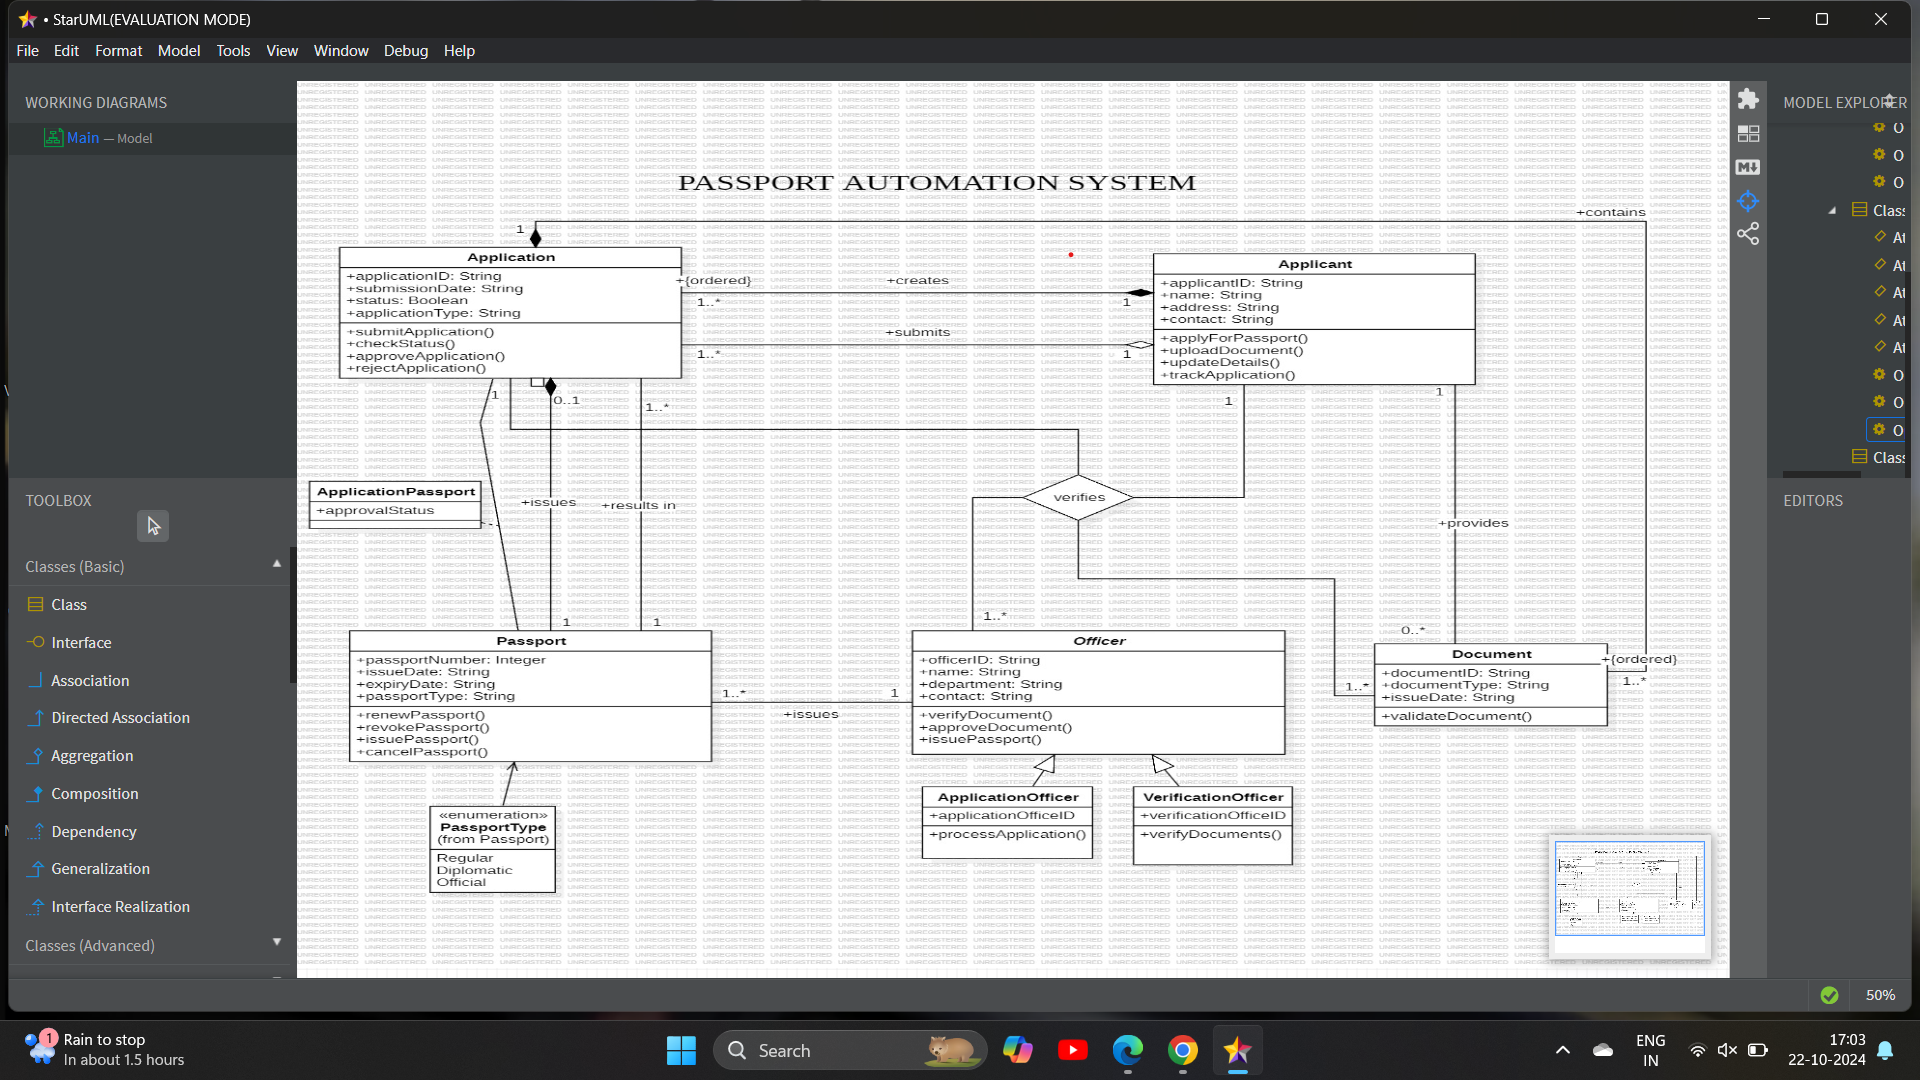 • StarUML(EVALUATION MODE)
File Edit Format Model Tools View Window Debug Help
WORKING DIAGRAMS
Main — Model
TOOLBOX
Classes (Basic)
Class
Interface
Association
Directed Association
Aggregation
Composition
Dependency
Generalization
Interface Realization
Classes (Advanced)
PASSPORT AUTOMATION SYSTEM
+contains
1
Application
+applicationID: String
+submissionDate: String
+status: Boolean
+applicationType: String
+submitApplication()
+checkStatus()
+approveApplication()
+rejectApplication()
+{ordered}
1..*
+creates
1
+submits
1..*
1
Applicant
+applicantID: String
+name: String
+address: String
+contact: String
+applyForPassport()
+uploadDocument()
+updateDetails()
+trackApplication()
1
0..1
1..*
1
1
ApplicationPassport
+approvalStatus
+issues
+results in
verifies
+provides
1
1
1..*
0..*
Passport
+passportNumber: Integer
+issueDate: String
+expiryDate: String
+passportType: String
+renewPassport()
+revokePassport()
+issuePassport()
+cancelPassport()
1..*
1
+issues
Officer
+officerID: String
+name: String
+department: String
+contact: String
+verifyDocument()
+approveDocument()
+issuePassport()
1..*
Document
+documentID: String
+documentType: String
+issueDate: String
+validateDocument()
+{ordered}
1..*
«enumeration»
PassportType
(from Passport)
Regular
Diplomatic
Official
ApplicationOfficer
+applicationOfficeID
+processApplication()
VerificationOfficer
+verificationOfficeID
+verifyDocuments()
MODEL EXPLORER
O
O
O
Class
At
At
At
At
At
O
O
O
Class
EDITORS
50%
1
Rain to stop
In about 1.5 hours
Search
ENG
IN
17:03
22-10-2024